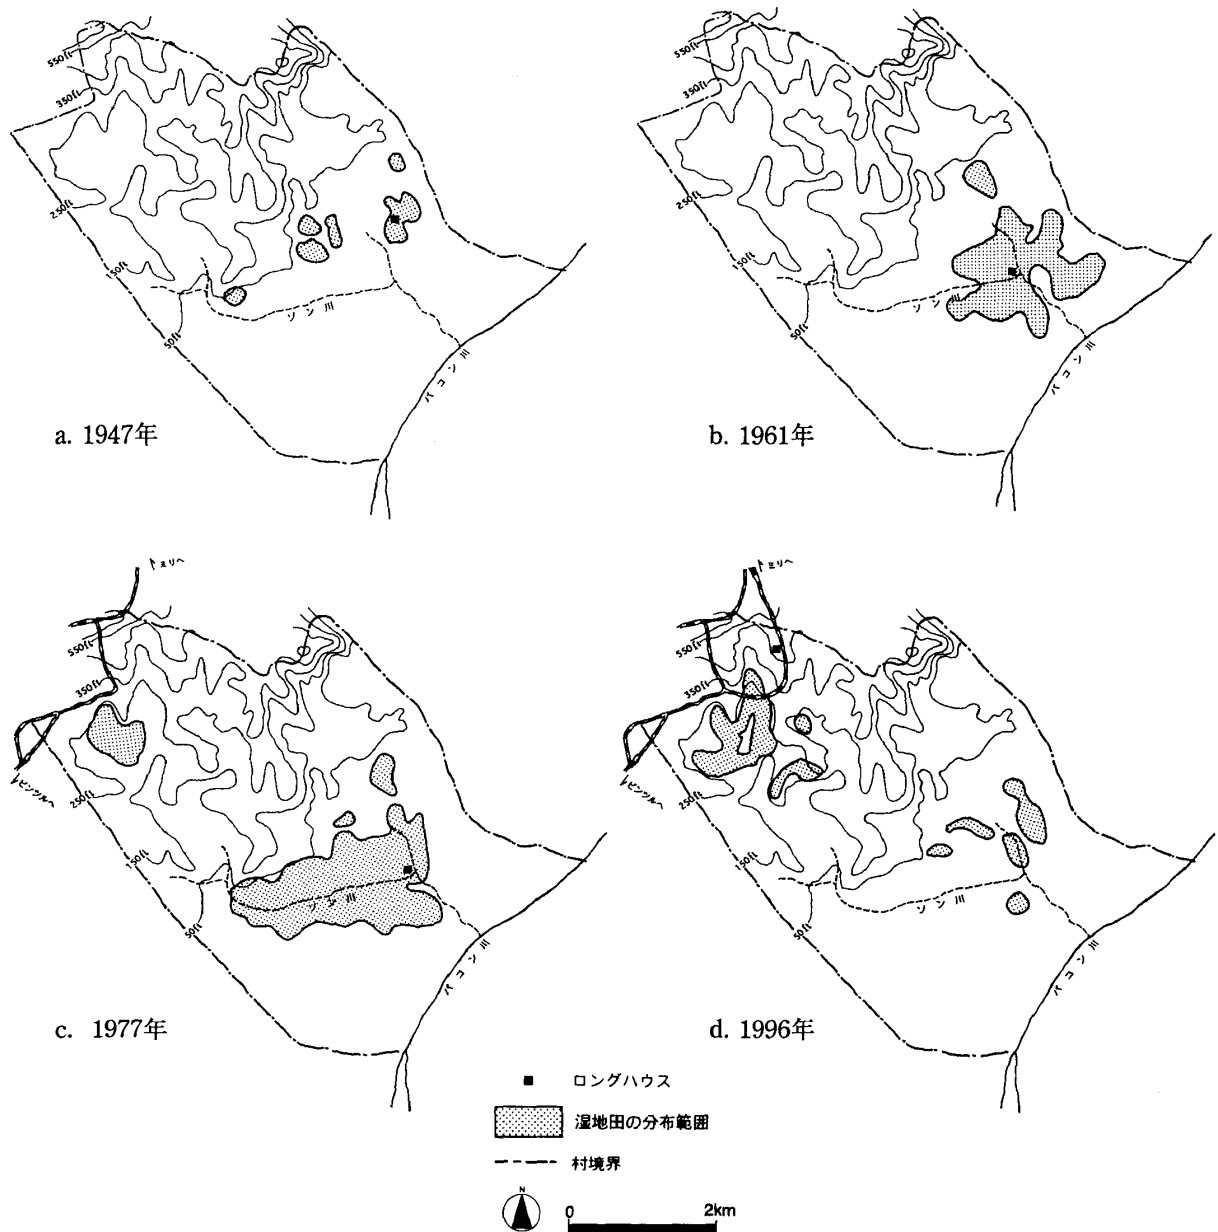 550ft
350ft
250ft
150ft
50ft
ソン川
バコン川
a. 1947年
550ft
350ft
250ft
150ft
50ft
ソン川
バコン川
b. 1961年
ミリへ
550ft
350ft
ビンツルへ
250ft
150ft
50ft
ソン川
バコン川
c. 1977年
ミリへ
550ft
350ft
ビンツルへ
250ft
150ft
50ft
ソン川
バコン川
d. 1996年
ロングハウス
湿地田の分布範囲
村境界
N
0 2km